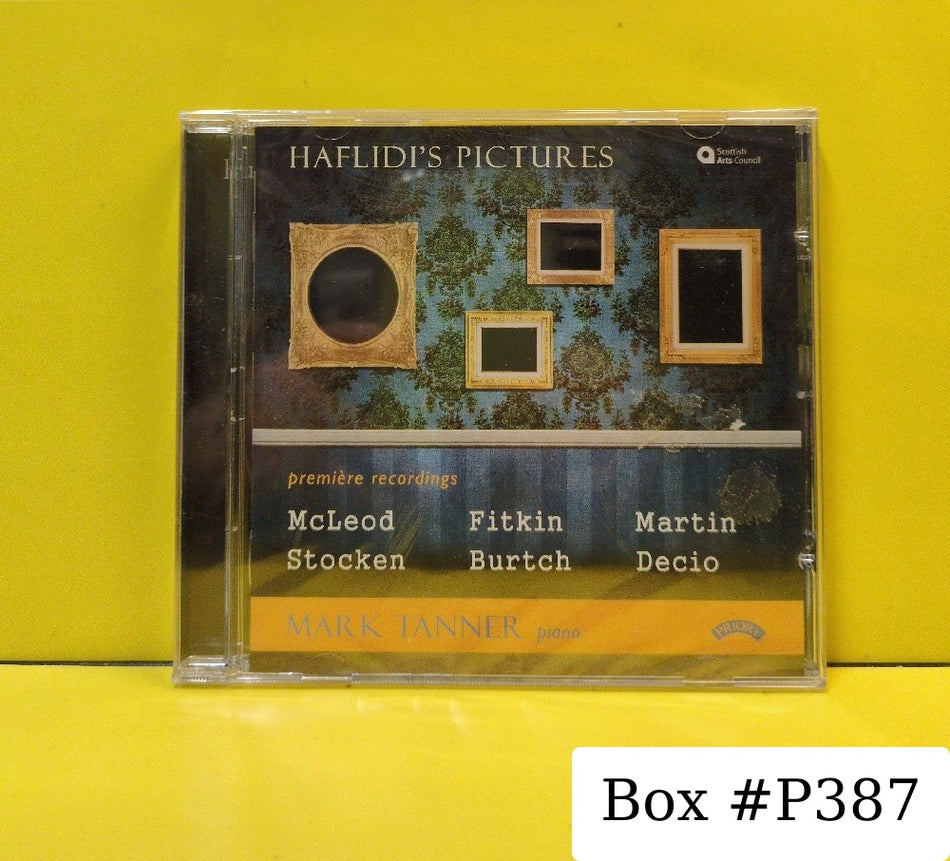 HAFLIDI'S PICTURES
Scottish
Arts Council
première recordings
McLeod Fitkin Martin
Stocken Burtch Decio
MARK TANNER piano
PRIORY
Box #P387